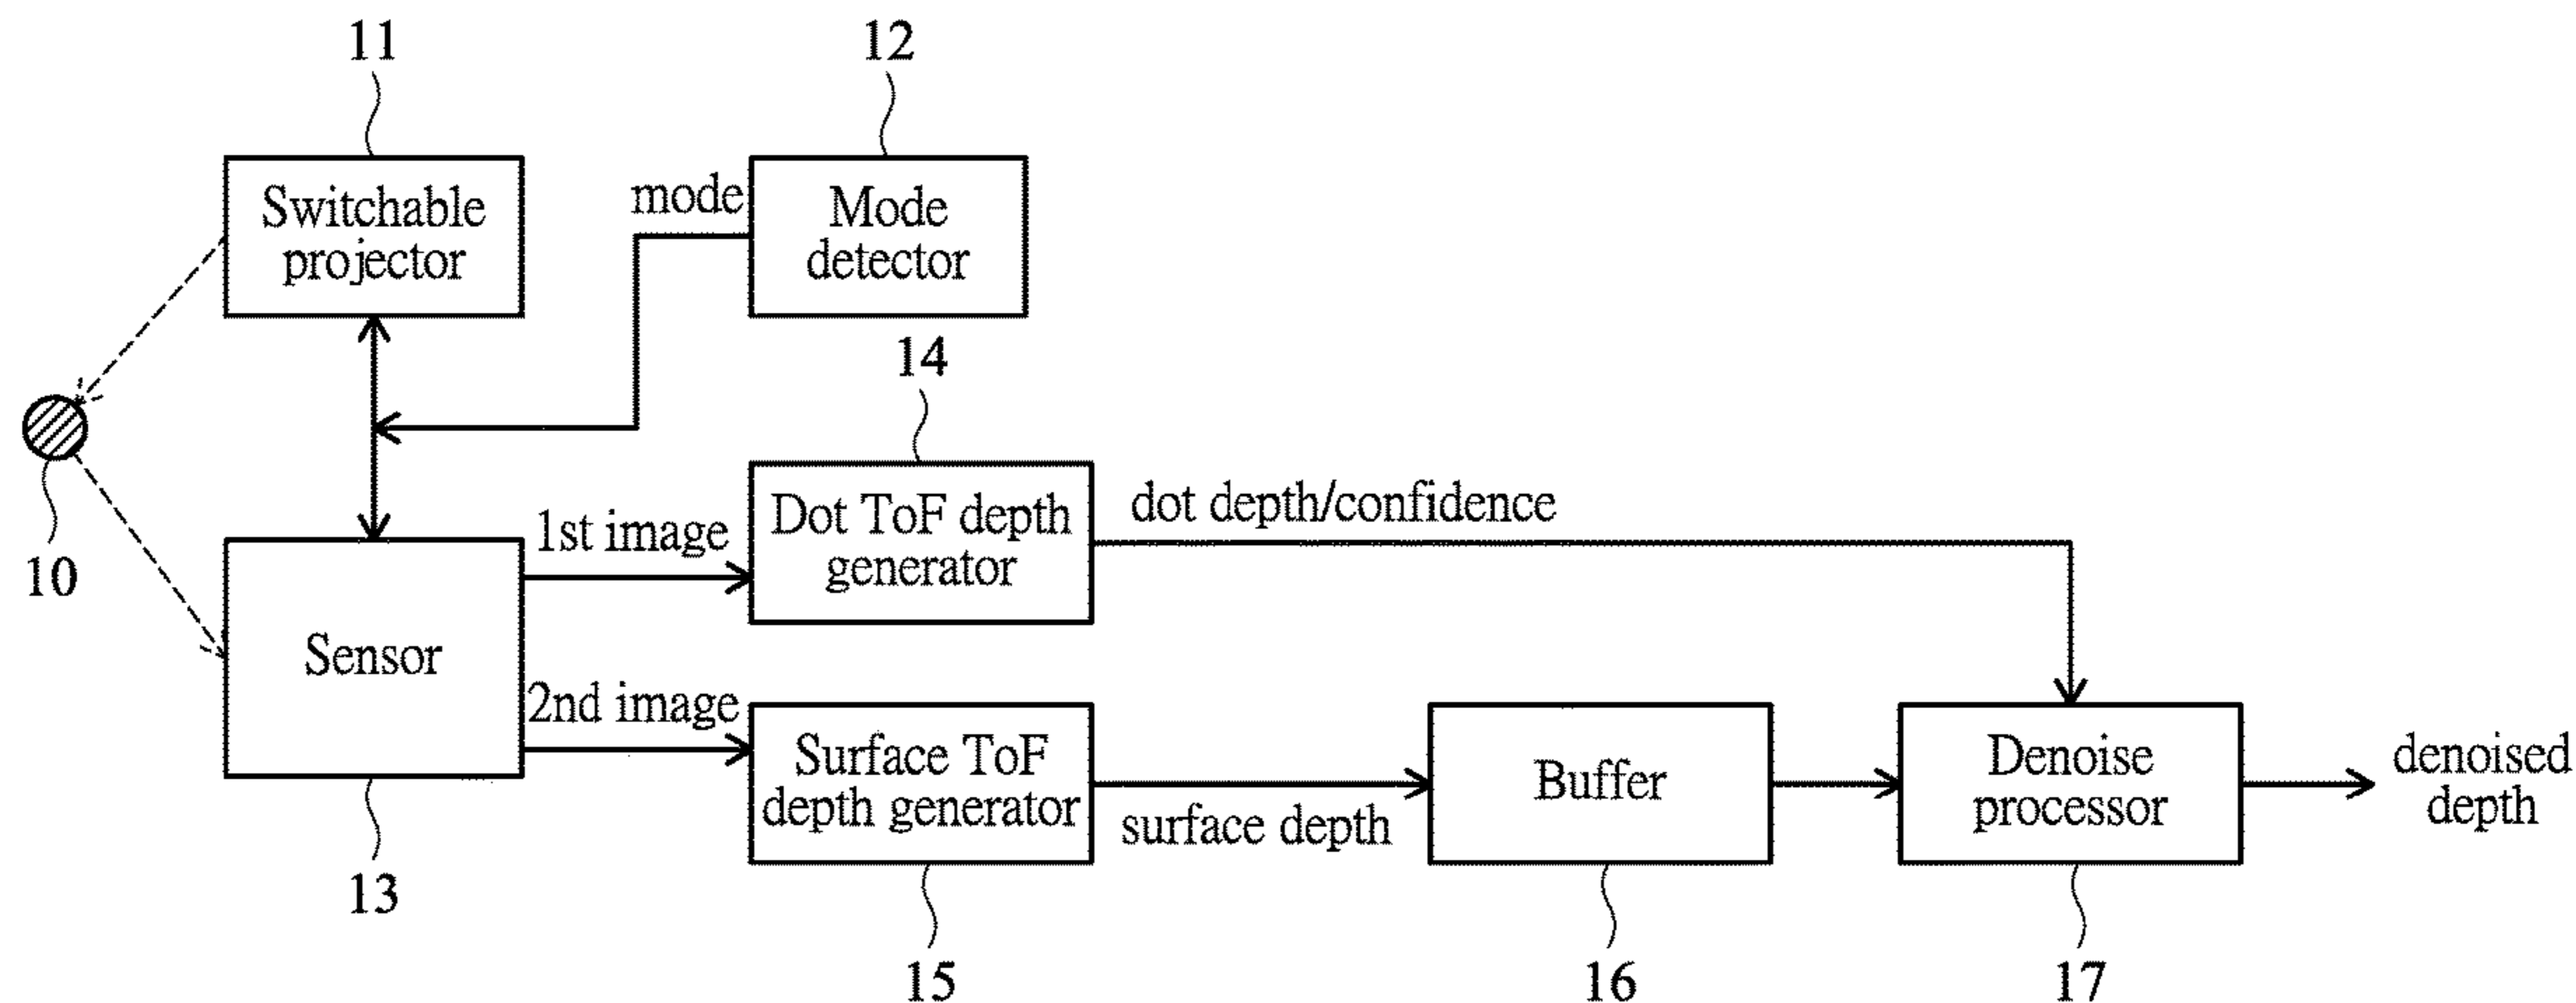 11
12
Switchable
projector
mode
Mode
detector
14
10
1st image
Dot ToF depth
generator
dot depth/confidence
Sensor
2nd image
Surface ToF
depth generator
surface depth
Buffer
Denoise
processor
denoised
depth
13
15
16
17